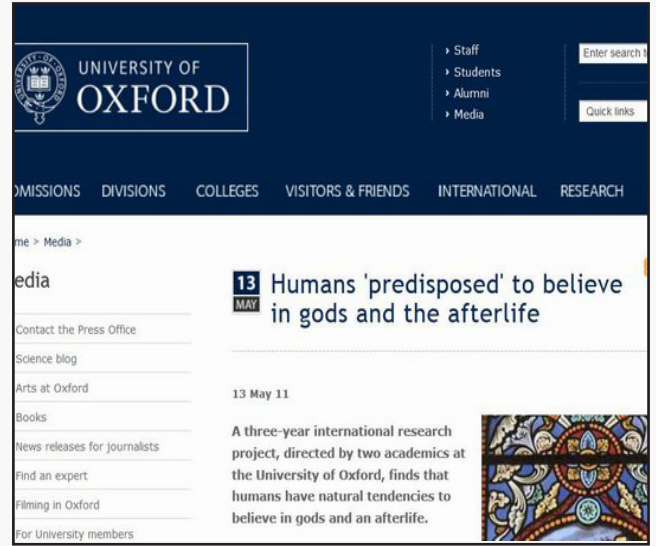 UNIVERSITY OF
OXFORD
Staff
Students
Alumni
Media
Enter search t
Quick links
DMISSIONS DIVISIONS COLLEGES VISITORS & FRIENDS INTERNATIONAL RESEARCH
me > Media >
edia
Contact the Press Office
Science blog
Arts at Oxford
Books
News releases for journalists
Find an expert
Filming in Oxford
For University members
13
MAY
Humans 'predisposed' to believe
in gods and the afterlife
13 May 11
A three-year international research
project, directed by two academics at
the University of Oxford, finds that
humans have natural tendencies to
believe in gods and an afterlife.